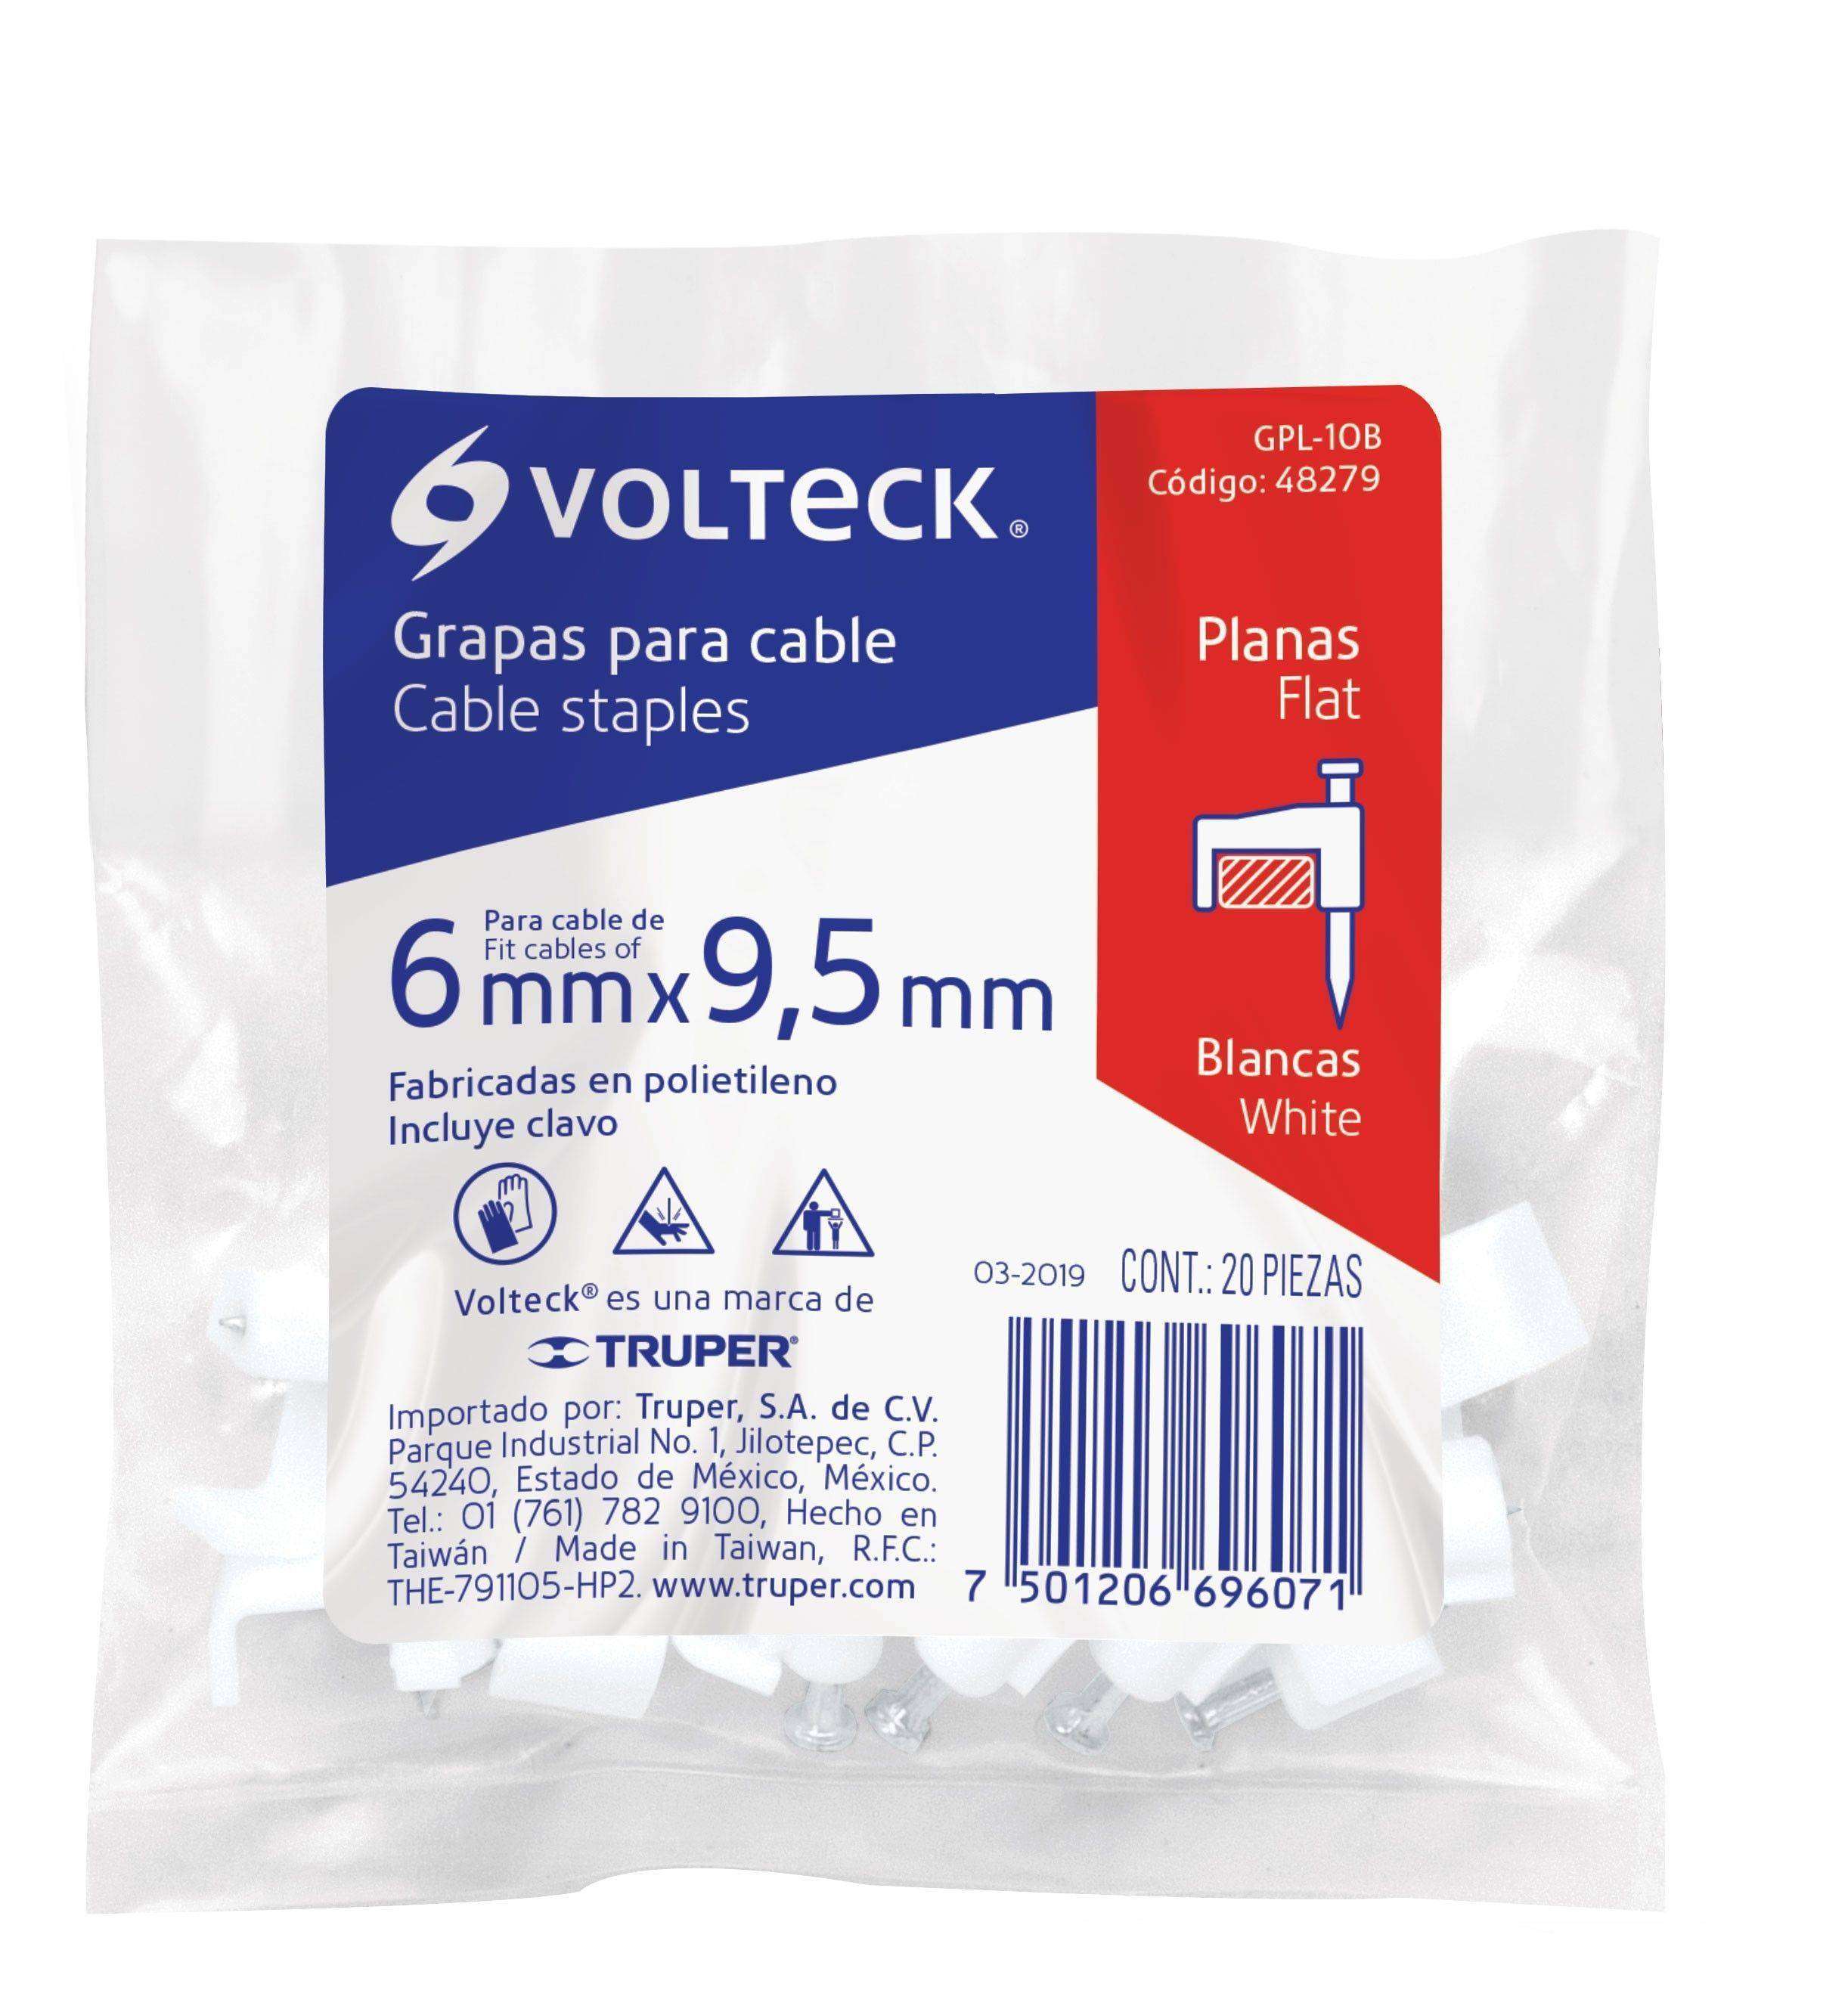 VOLTECK®
GPL-10B
Código: 48279
Grapas para cable
Cable staples
Planas
Flat
Para cable de
Fit cables of
6 mm x 9,5 mm
Fabricadas en polietileno
Incluye clavo
Blancas
White
03-2019 CONT.: 20 PIEZAS
Volteck® es una marca de
TRUPER®
Importado por: Truper, S.A. de C.V.
Parque Industrial No. 1, Jilotepec, C.P.
54240, Estado de México, México.
Tel.: 01 (761) 782 9100, Hecho en
Taiwán / Made in Taiwan, R.F.C.:
THE-791105-HP2. www.truper.com
7 501206 696071